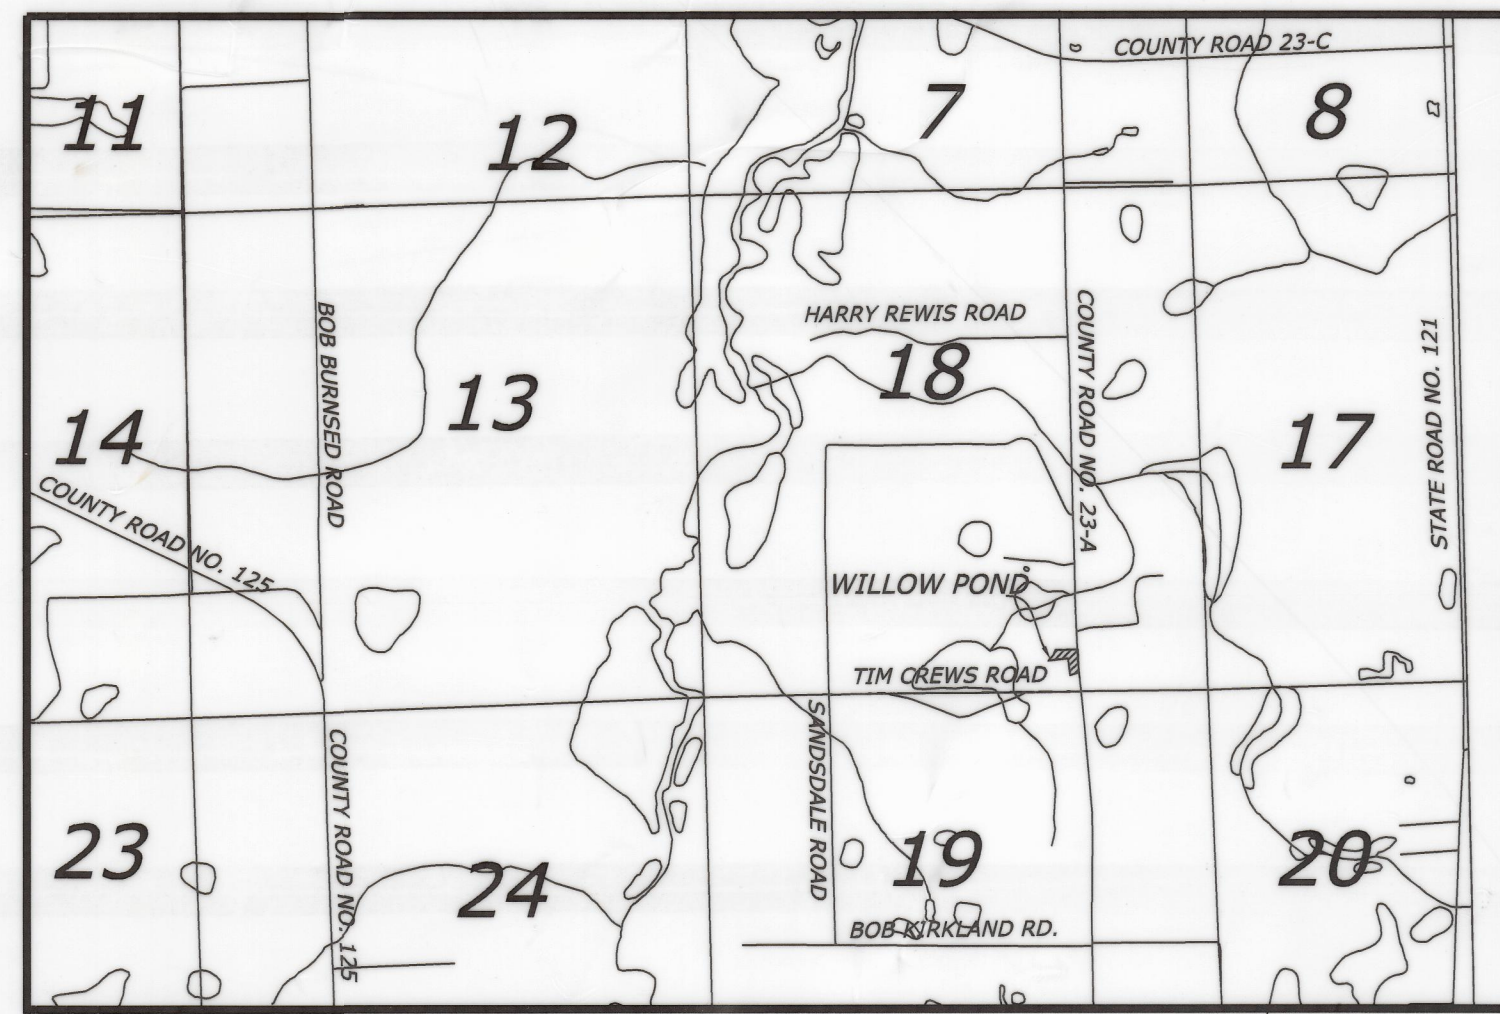 COUNTY ROAD 23-C
11
12
7
8
BOB BURNSED ROAD
HARRY REWIS ROAD
COUNTY ROAD NO. 23-A
STATE ROAD NO. 121
14
13
18
17
COUNTY ROAD NO. 125
WILLOW POND
TIM CREWS ROAD
SANDSDALE ROAD
COUNTY ROAD NO. 125
23
24
19
20
BOB KIRKLAND RD.